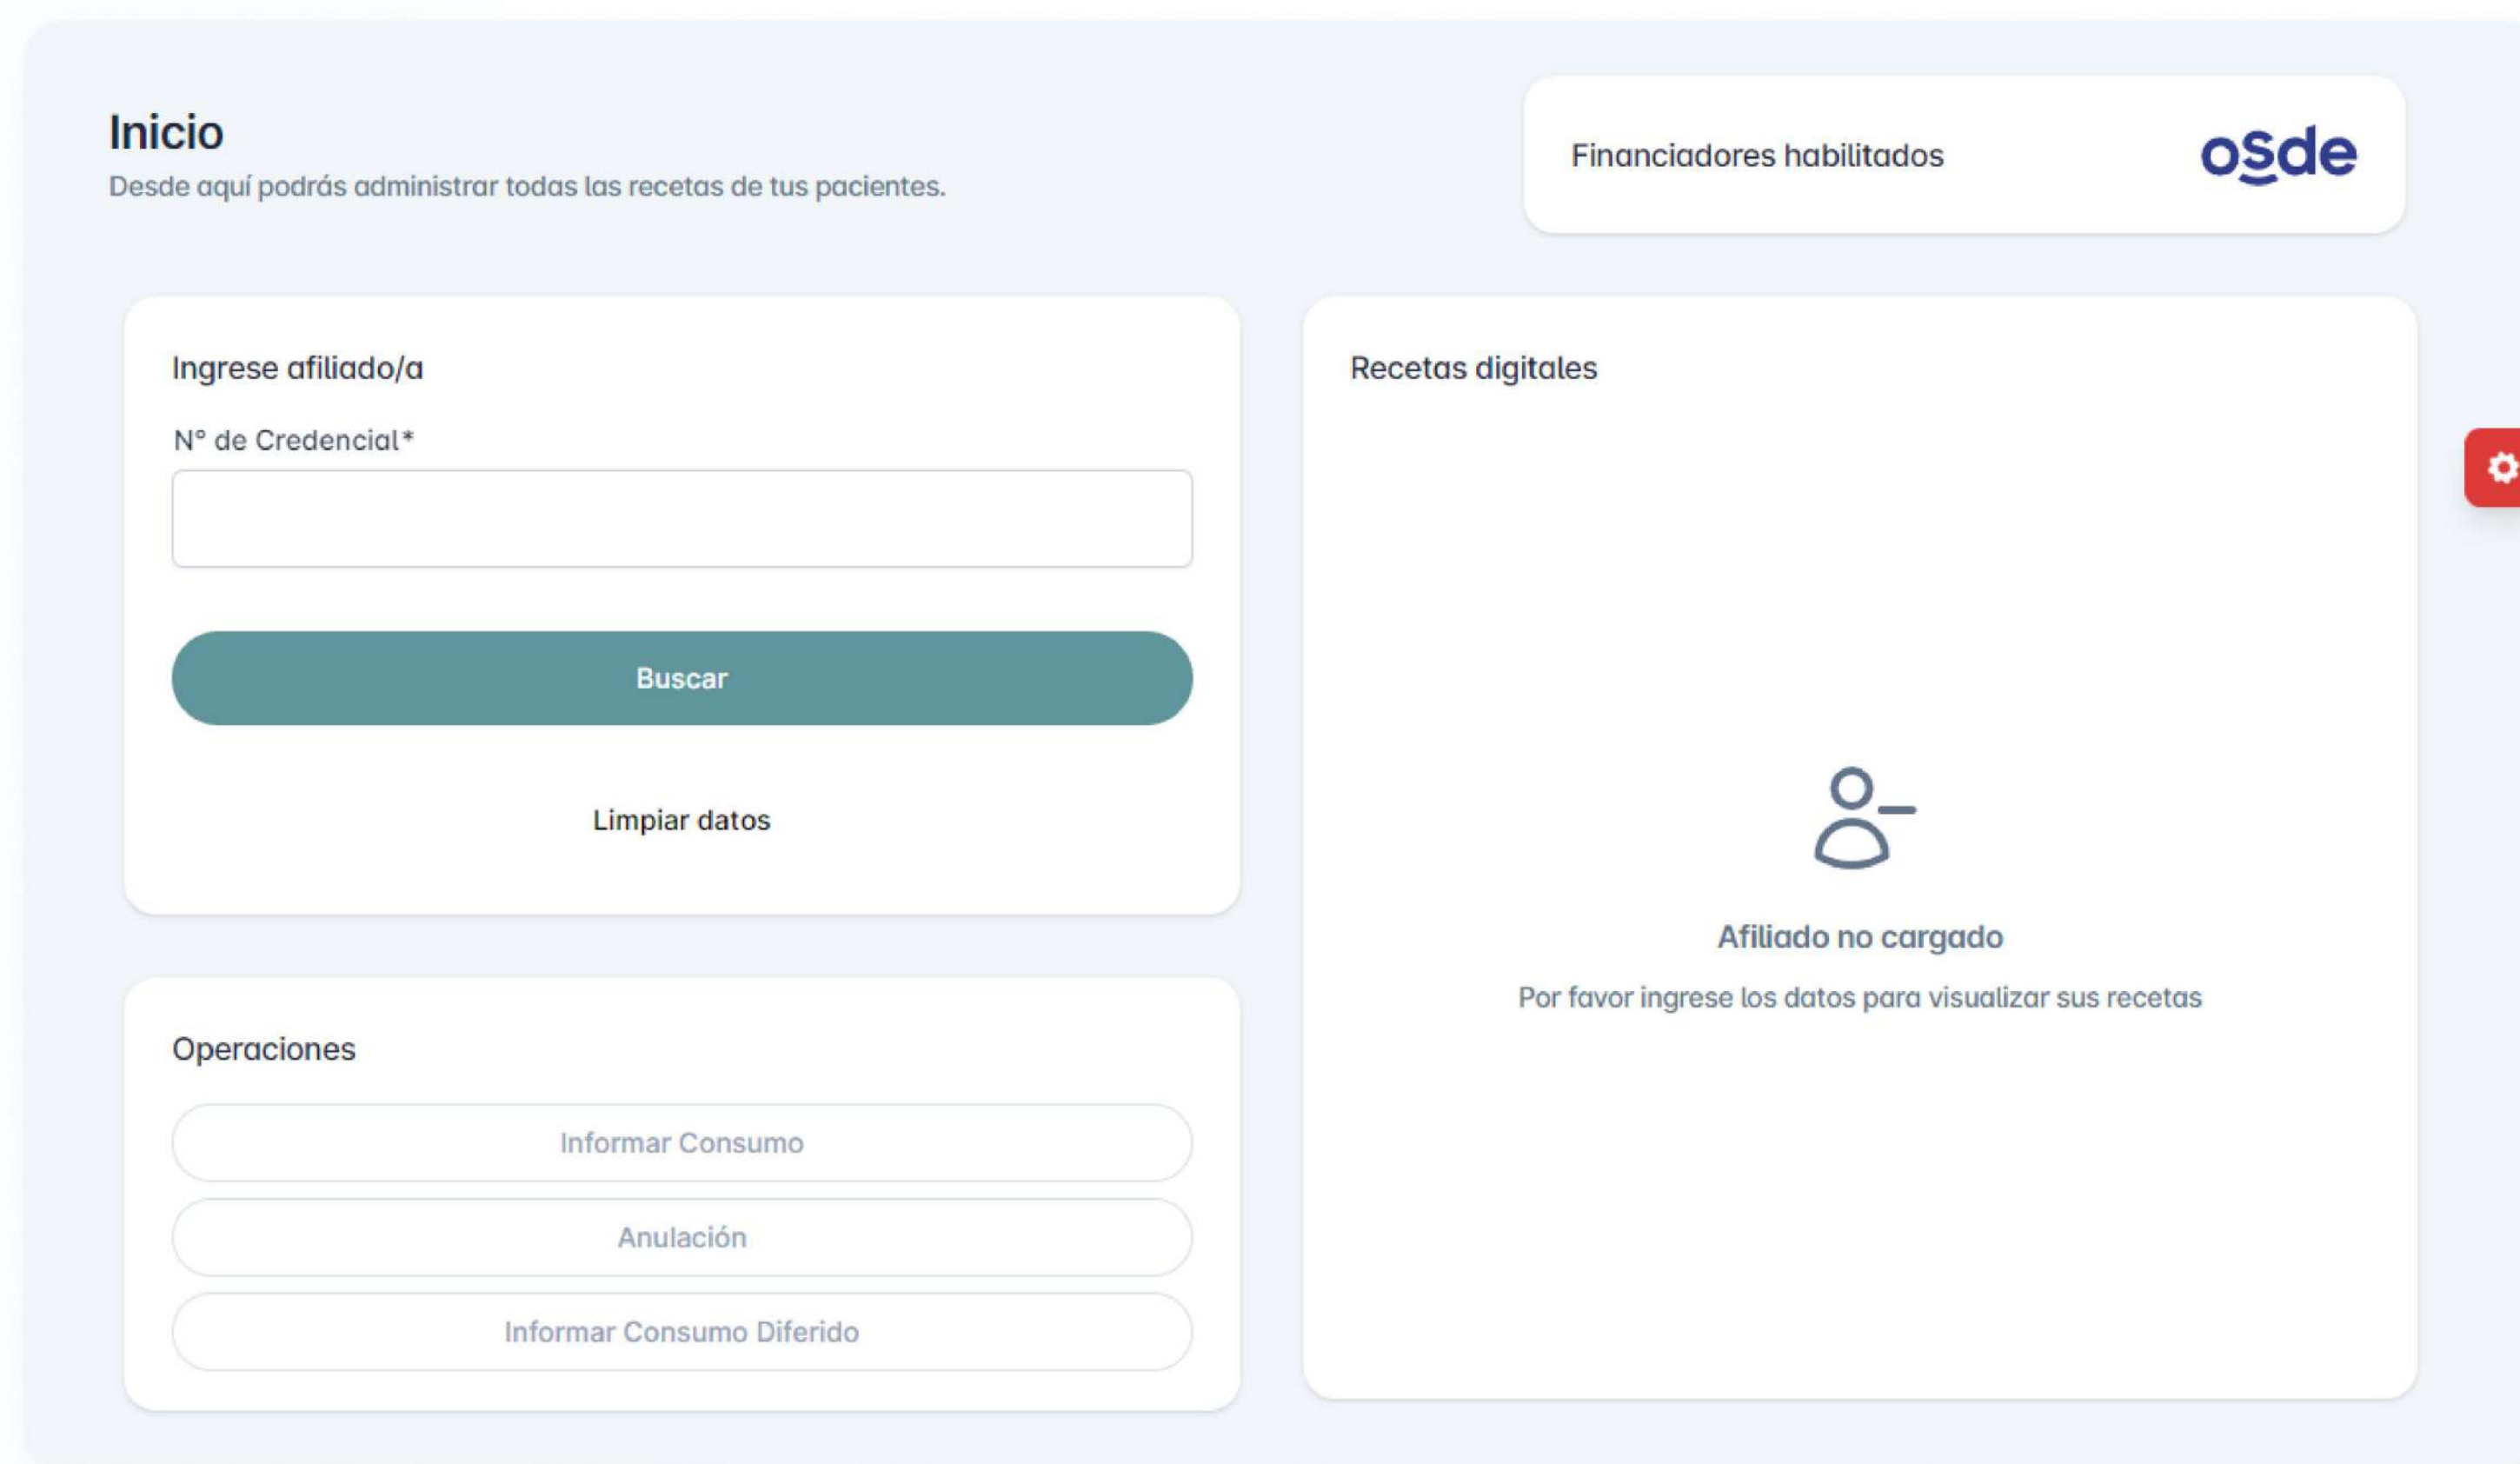 Inicio
Desde aquí podrás administrar todas las recetas de tus pacientes.
Financiadores habilitados
osde
Ingrese afiliado/a
N° de Credencial*
Buscar
Limpiar datos
Operaciones
Informar Consumo
Anulación
Informar Consumo Diferido
Recetas digitales
Afiliado no cargado
Por favor ingrese los datos para visualizar sus recetas